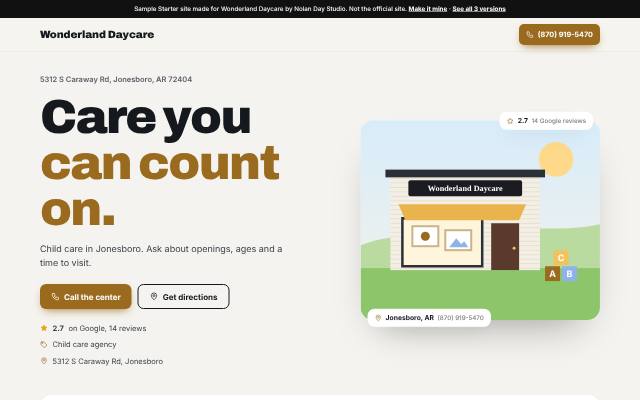 Sample Starter site made for Wonderland Daycare by Nolan Day Studio. Not the official site. Make it mine · See all 3 versions
Wonderland Daycare
(870) 919-5470
5312 S Caraway Rd, Jonesboro, AR 72404
Care you
can count
on.
Child care in Jonesboro. Ask about openings, ages and a
time to visit.
Call the center
Get directions
2.7 on Google, 14 reviews
Child care agency
5312 S Caraway Rd, Jonesboro
2.7 14 Google reviews
Wonderland Daycare
C
A B
Jonesboro, AR (870) 919-5470